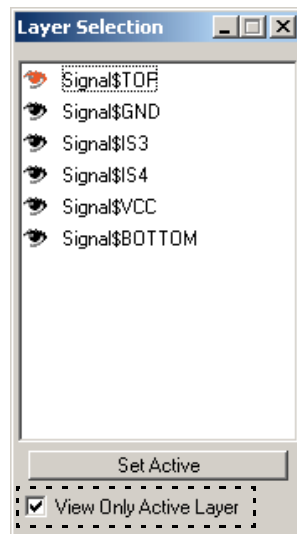 Layer Selection
Signal$TOP
Signal$GND
Signal$IS3
Signal$IS4
Signal$VCC
Signal$BOTTOM
Set Active
View Only Active Layer